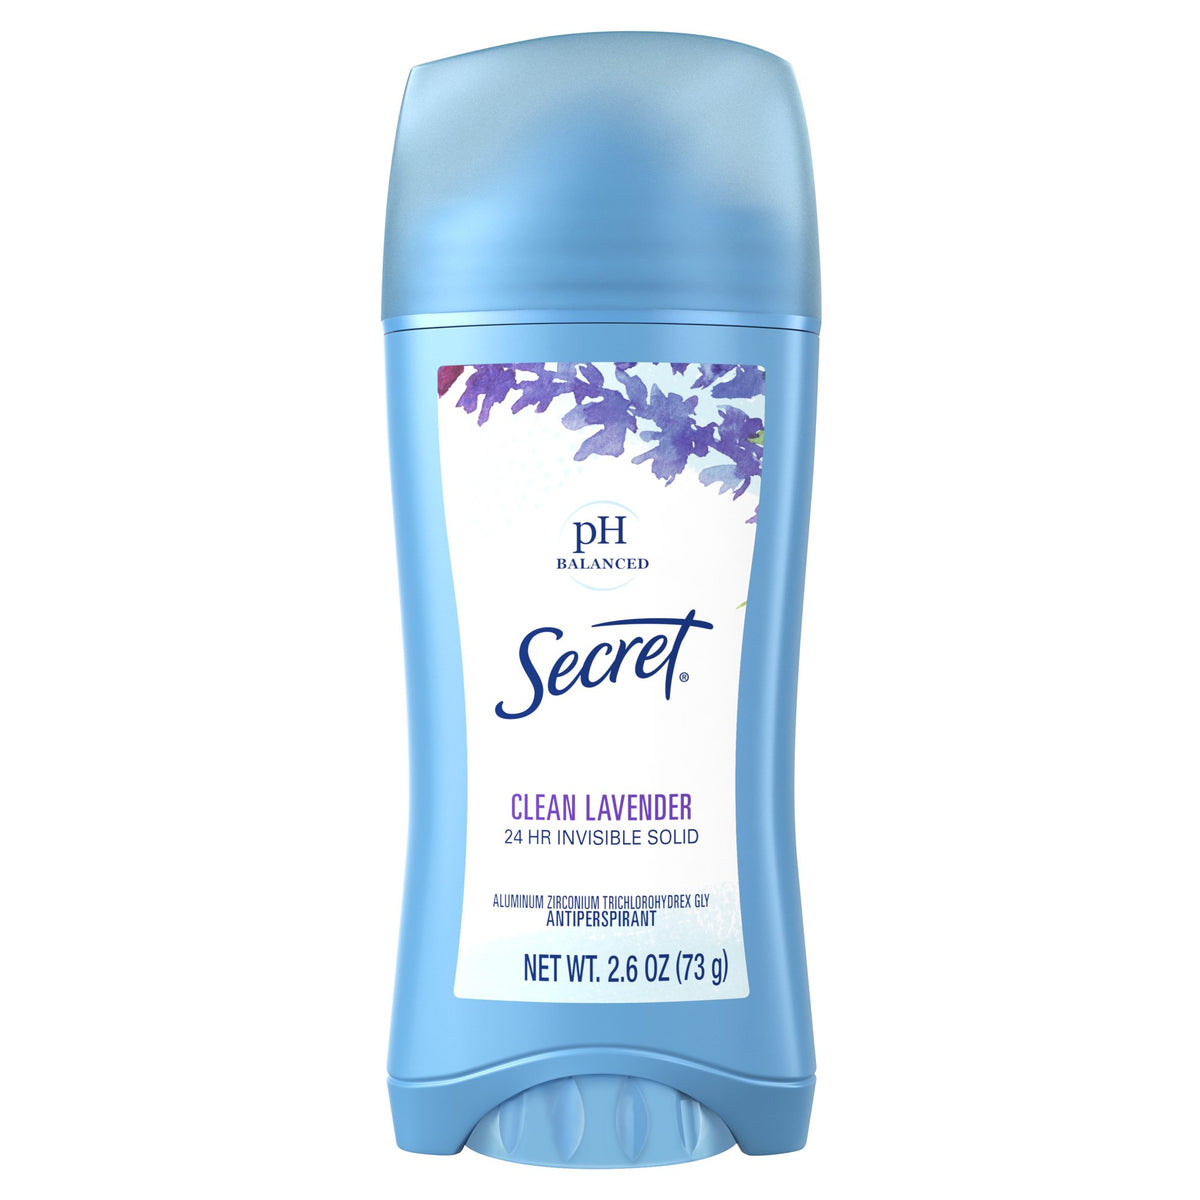 pH
BALANCED
Secret®
CLEAN LAVENDER
24 HR INVISIBLE SOLID
ALUMINUM ZIRCONIUM TRICHLOROHYDREX GLY
ANTIPERSPIRANT
NET WT. 2.6 OZ (73 g)